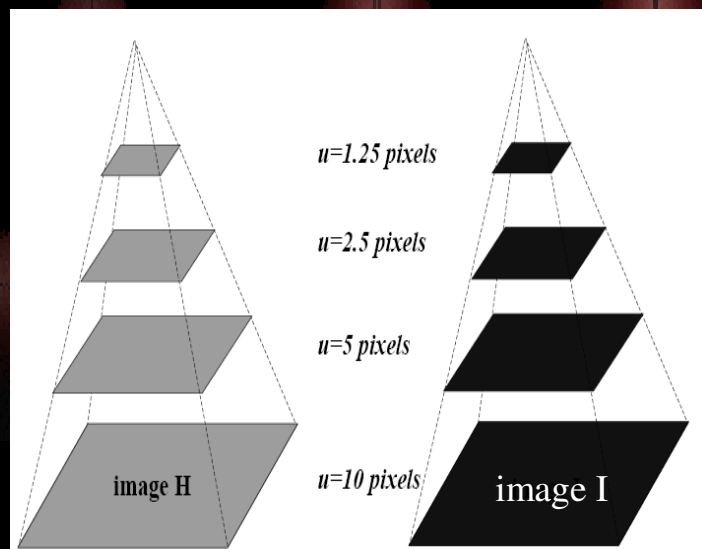 u=1.25 pixels
u=2.5 pixels
u=5 pixels
image H
u=10 pixels
image I